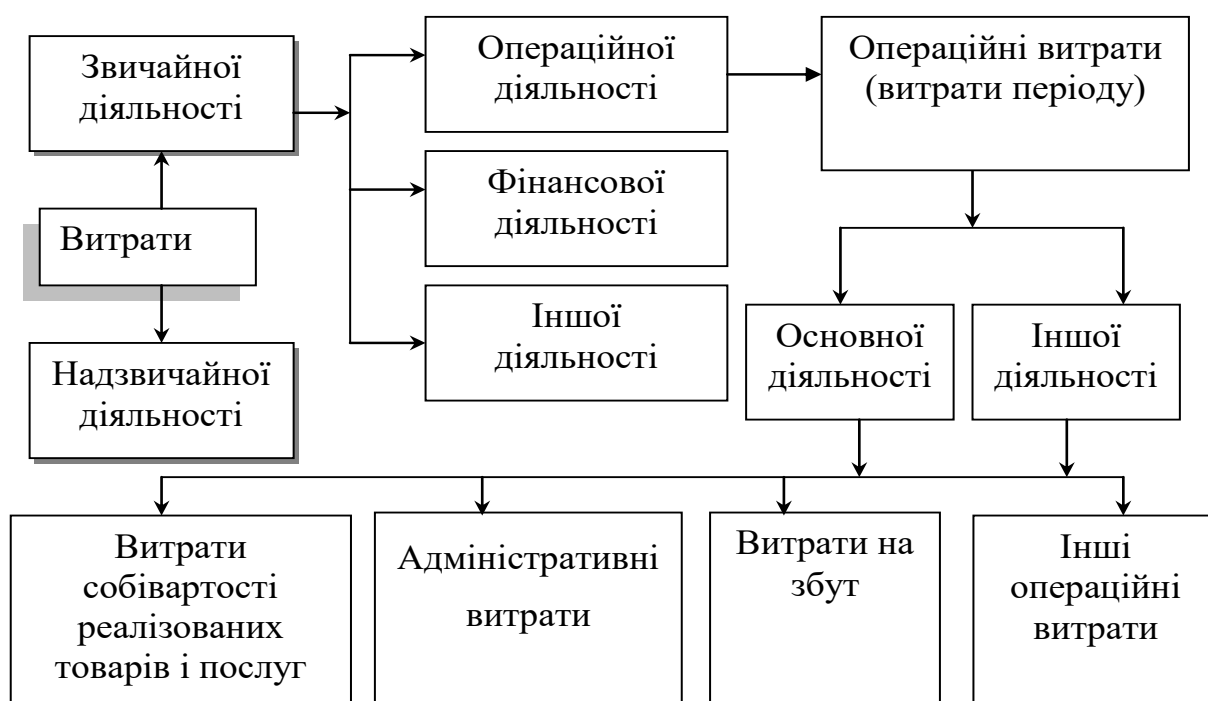 Звичайної
діяльності
Операційної
діяльності
Операційні витрати
(витрати періоду)
Фінансової
діяльності
Витрати
Іншої
діяльності
Основної
діяльності
Іншої
діяльності
Надзвичайної
діяльності
Витрати
собівартості
реалізованих
товарів і послуг
Адміністративні
витрати
Витрати на
збут
Інші
операційні
витрати